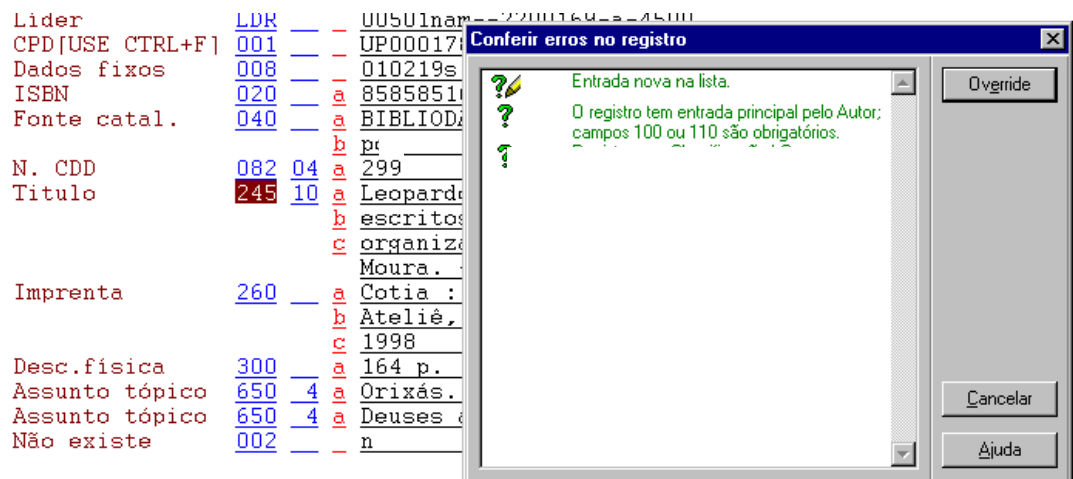 Lider LDR 00501nam--2200169-a-4500
CPD[USE CTRL+F] 001 UP000178
Dados fixos 008 010219s
ISBN 020 a 8585851
Fonte catal. 040 a BIBLIODA
b
N. CDD 082 04 a 299
Titulo 245 10 a Leopardo
b escritos
c organiza
Moura.
Imprenta 260 a Cotia :
b Ateliê,
c 1998
Desc.física 300 a 164 p.
Assunto tópico 650 4 a Orixás.
Assunto tópico 650 4 a Deuses
Não existe 002 n
Conferir erros no registro
Entrada nova na lista.
O registro tem entrada principal pelo Autor;
campos 100 ou 110 são obrigatórios.
Override
Cancelar
Ajuda